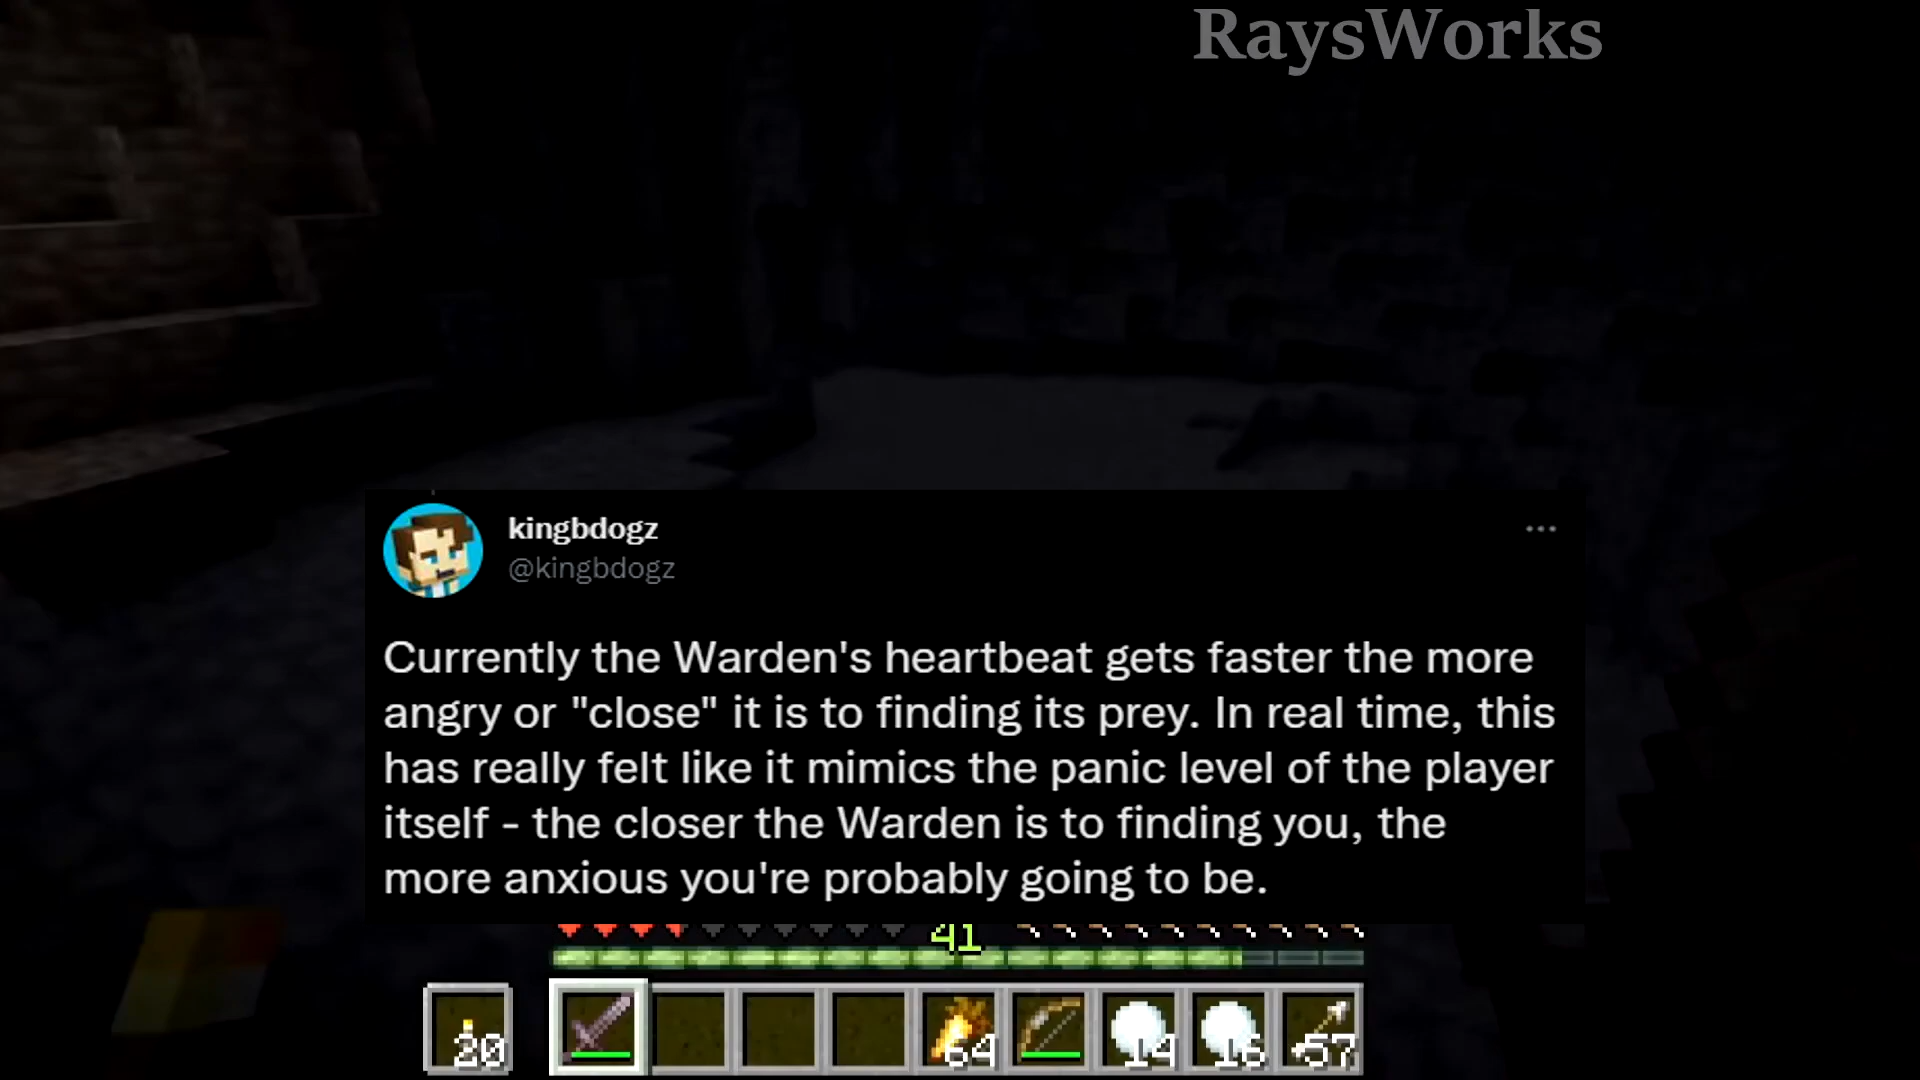 RaysWorks
kingbdogz
@kingbdogz
Currently the Warden's heartbeat gets faster the more
angry or "close" it is to finding its prey. In real time, this
has really felt like it mimics the panic level of the player
itself - the closer the Warden is to finding you, the
more anxious you're probably going to be.
41
20 64 14 16 57